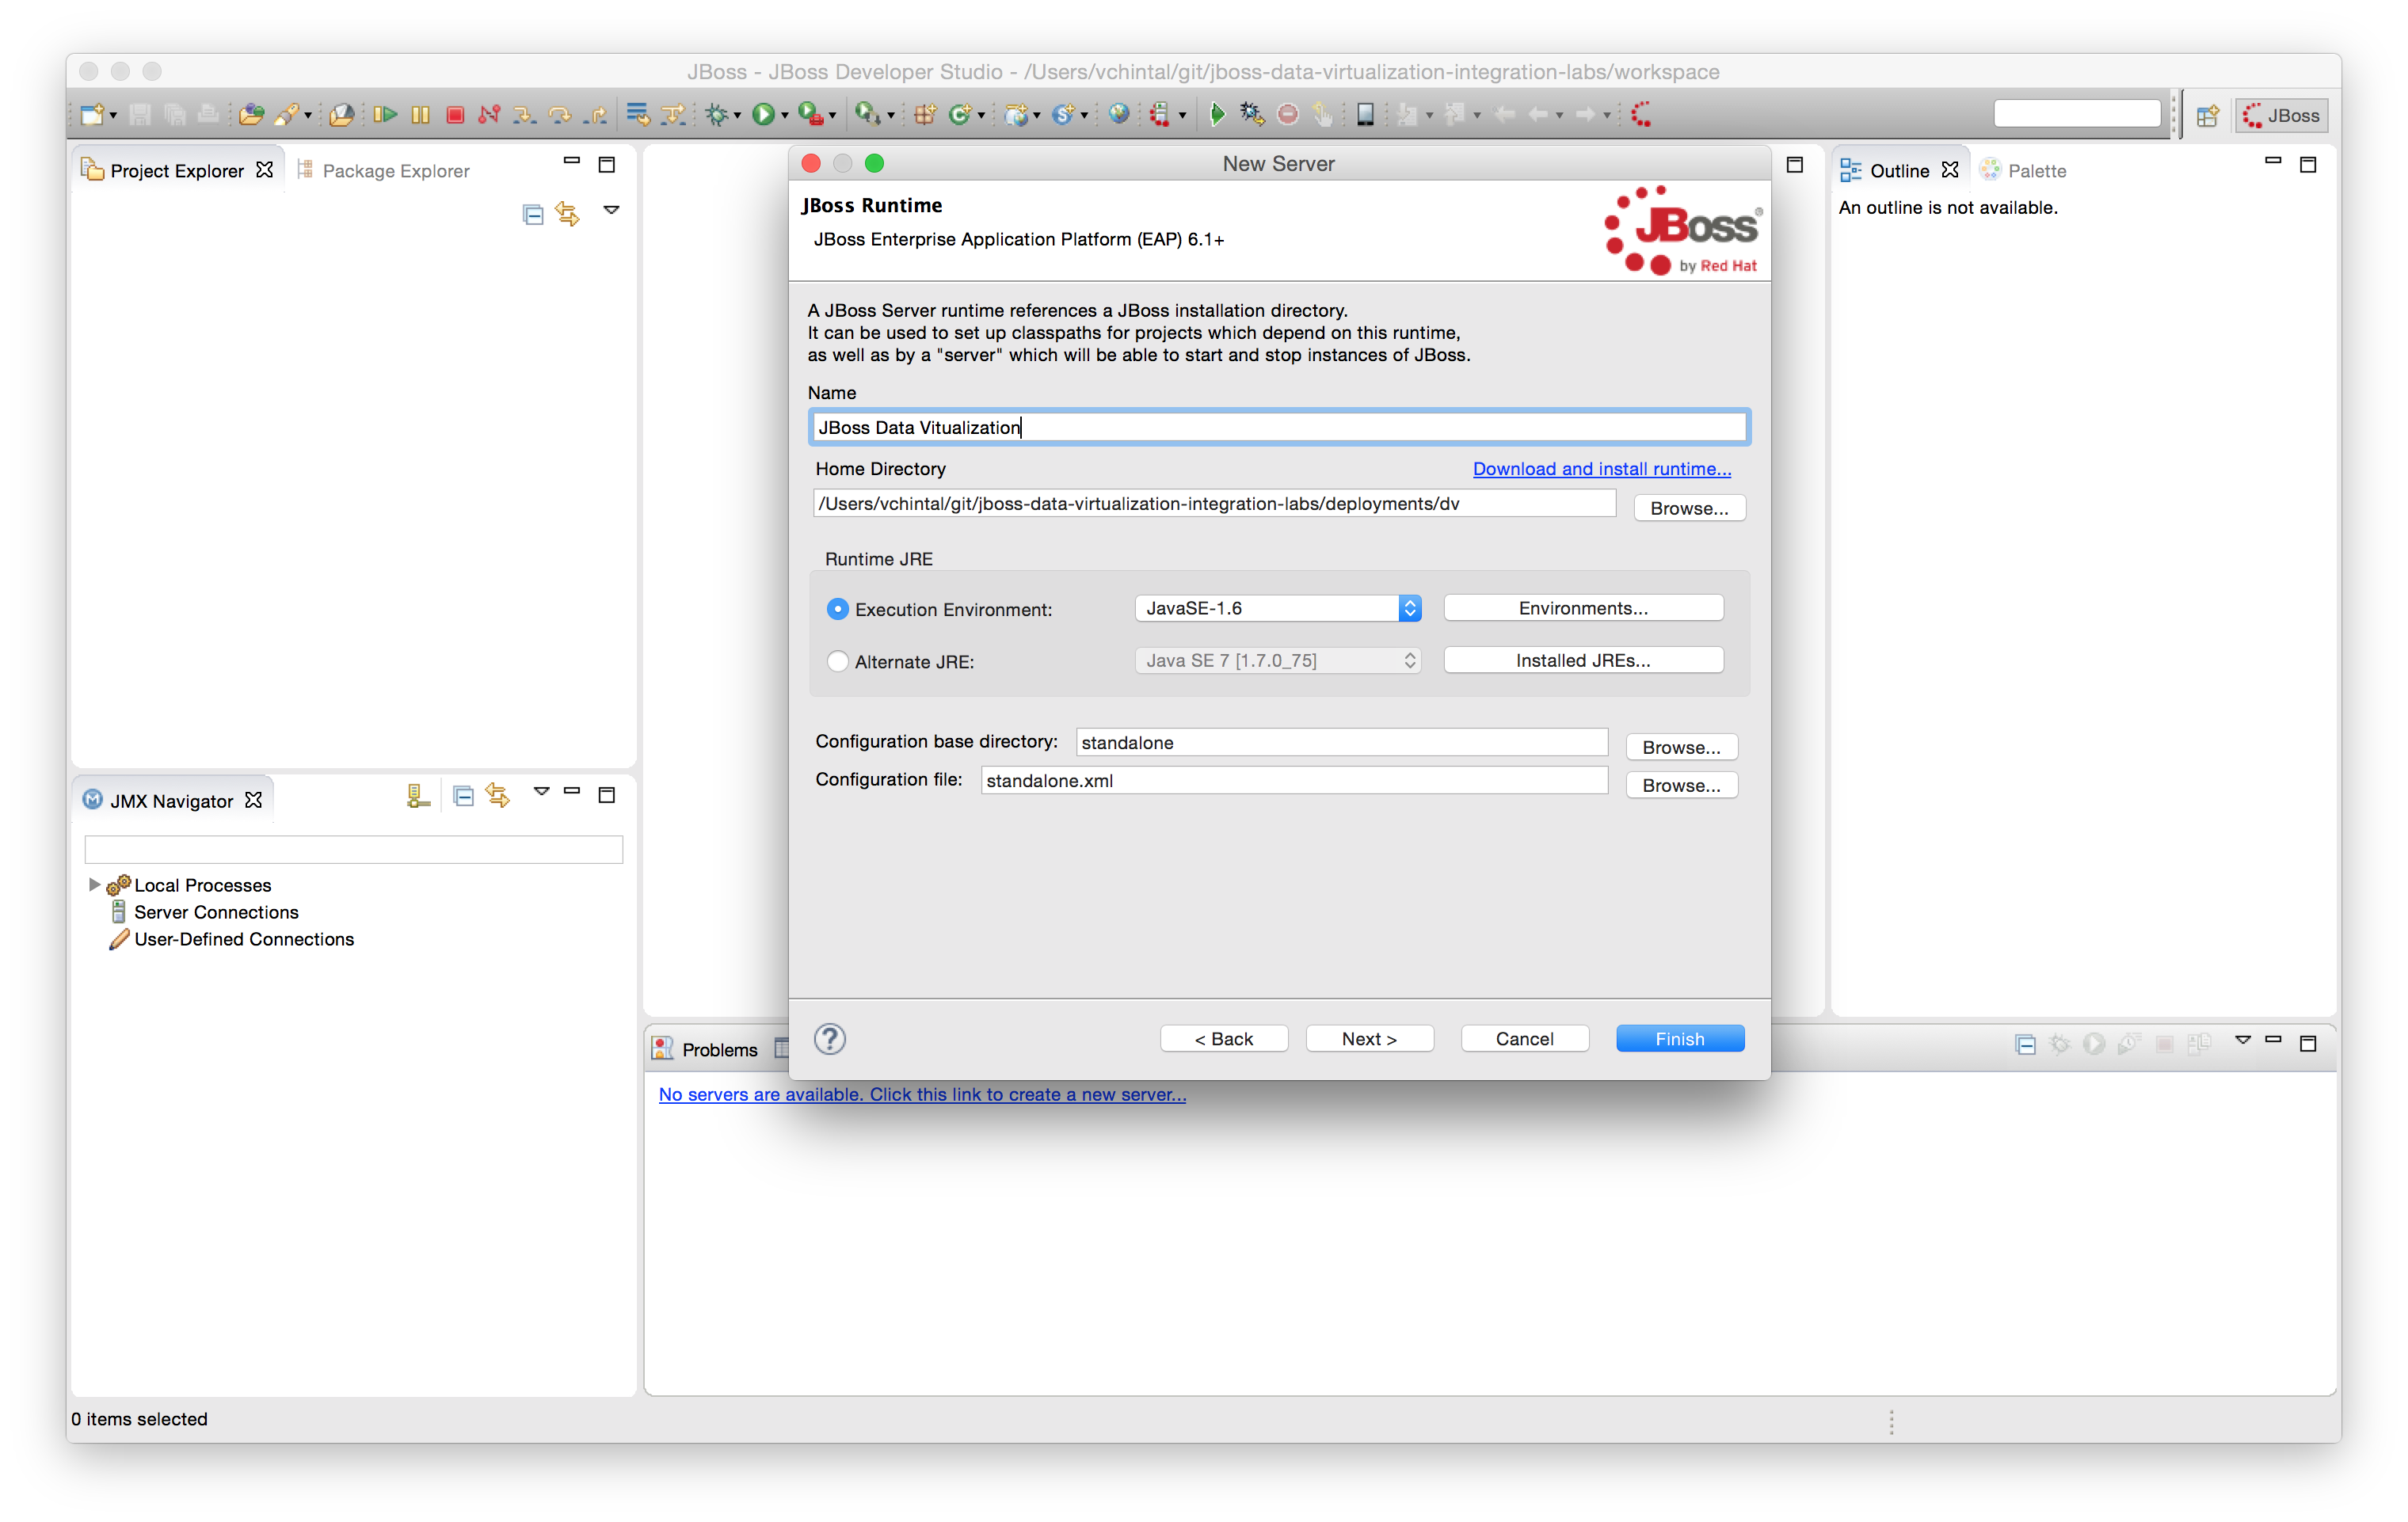 JBoss - JBoss Developer Studio - /Users/vchintal/git/jboss-data-virtualization-integration-labs/workspace
JBoss
Project Explorer
Package Explorer
New Server
JBoss Runtime
JBoss Enterprise Application Platform (EAP) 6.1+
JBoss®
by Red Hat
A JBoss Server runtime references a JBoss installation directory.
It can be used to set up classpaths for projects which depend on this runtime,
as well as by a "server" which will be able to start and stop instances of JBoss.
Name
JBoss Data Vitualization
Home Directory
Download and install runtime...
/Users/vchintal/git/jboss-data-virtualization-integration-labs/deployments/dv
Browse...
Runtime JRE
Execution Environment:
JavaSE-1.6
Environments...
Alternate JRE:
Java SE 7 [1.7.0_75]
Installed JREs...
Configuration base directory:
standalone
Browse...
Configuration file:
standalone.xml
Browse...
?
< Back
Next >
Cancel
Finish
Outline
Palette
An outline is not available.
JMX Navigator
Local Processes
Server Connections
User-Defined Connections
Problems
No servers are available. Click this link to create a new server...
0 items selected